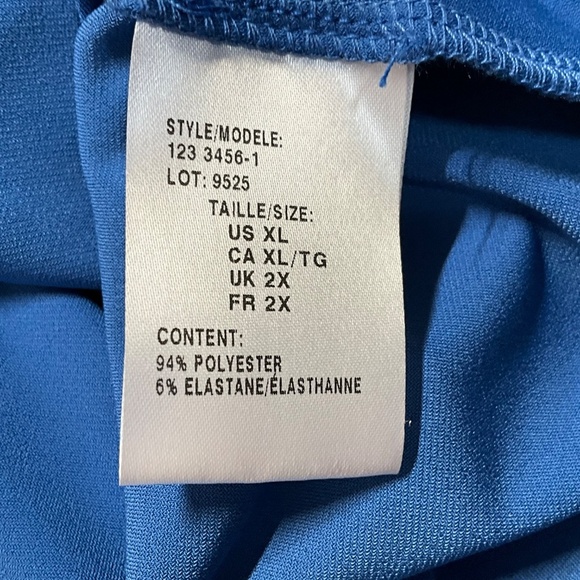 STYLE/MODELE:
123 3456-1
LOT: 9525
TAILLE/SIZE:
US XL
CA XL/TG
UK 2X
FR 2X
CONTENT:
94% POLYESTER
6% ELASTANE/ÉLASTHANNE